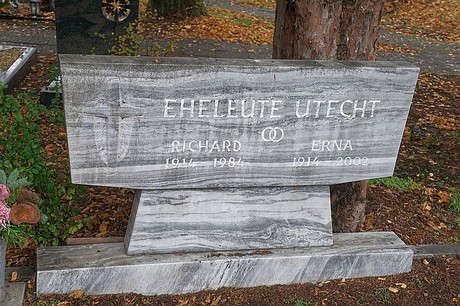 EHELEUTE UTECHT
RICHARD ERNA
1914 – 1984 1914 – 2002